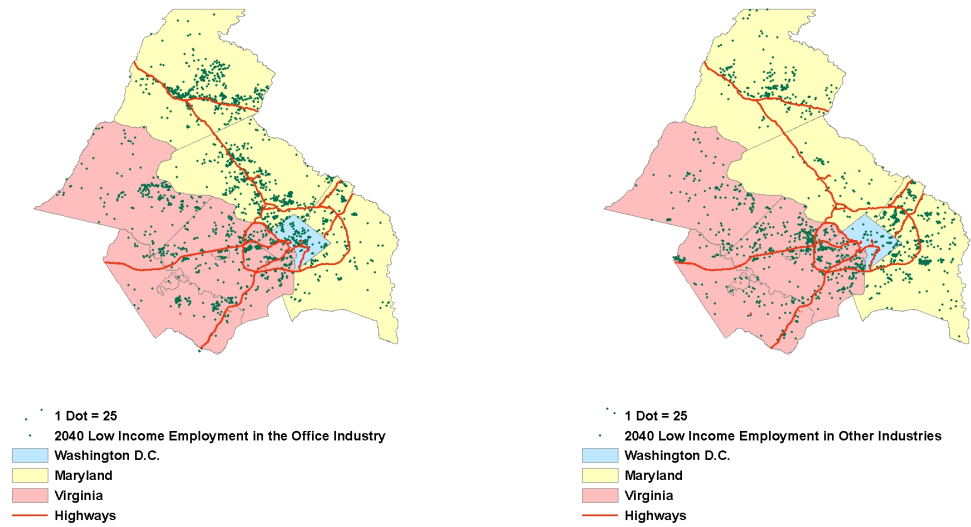 1 Dot = 25
2040 Low Income Employment in the Office Industry
Washington D.C.
Maryland
Virginia
Highways
1 Dot = 25
2040 Low Income Employment in Other Industries
Washington D.C.
Maryland
Virginia
Highways